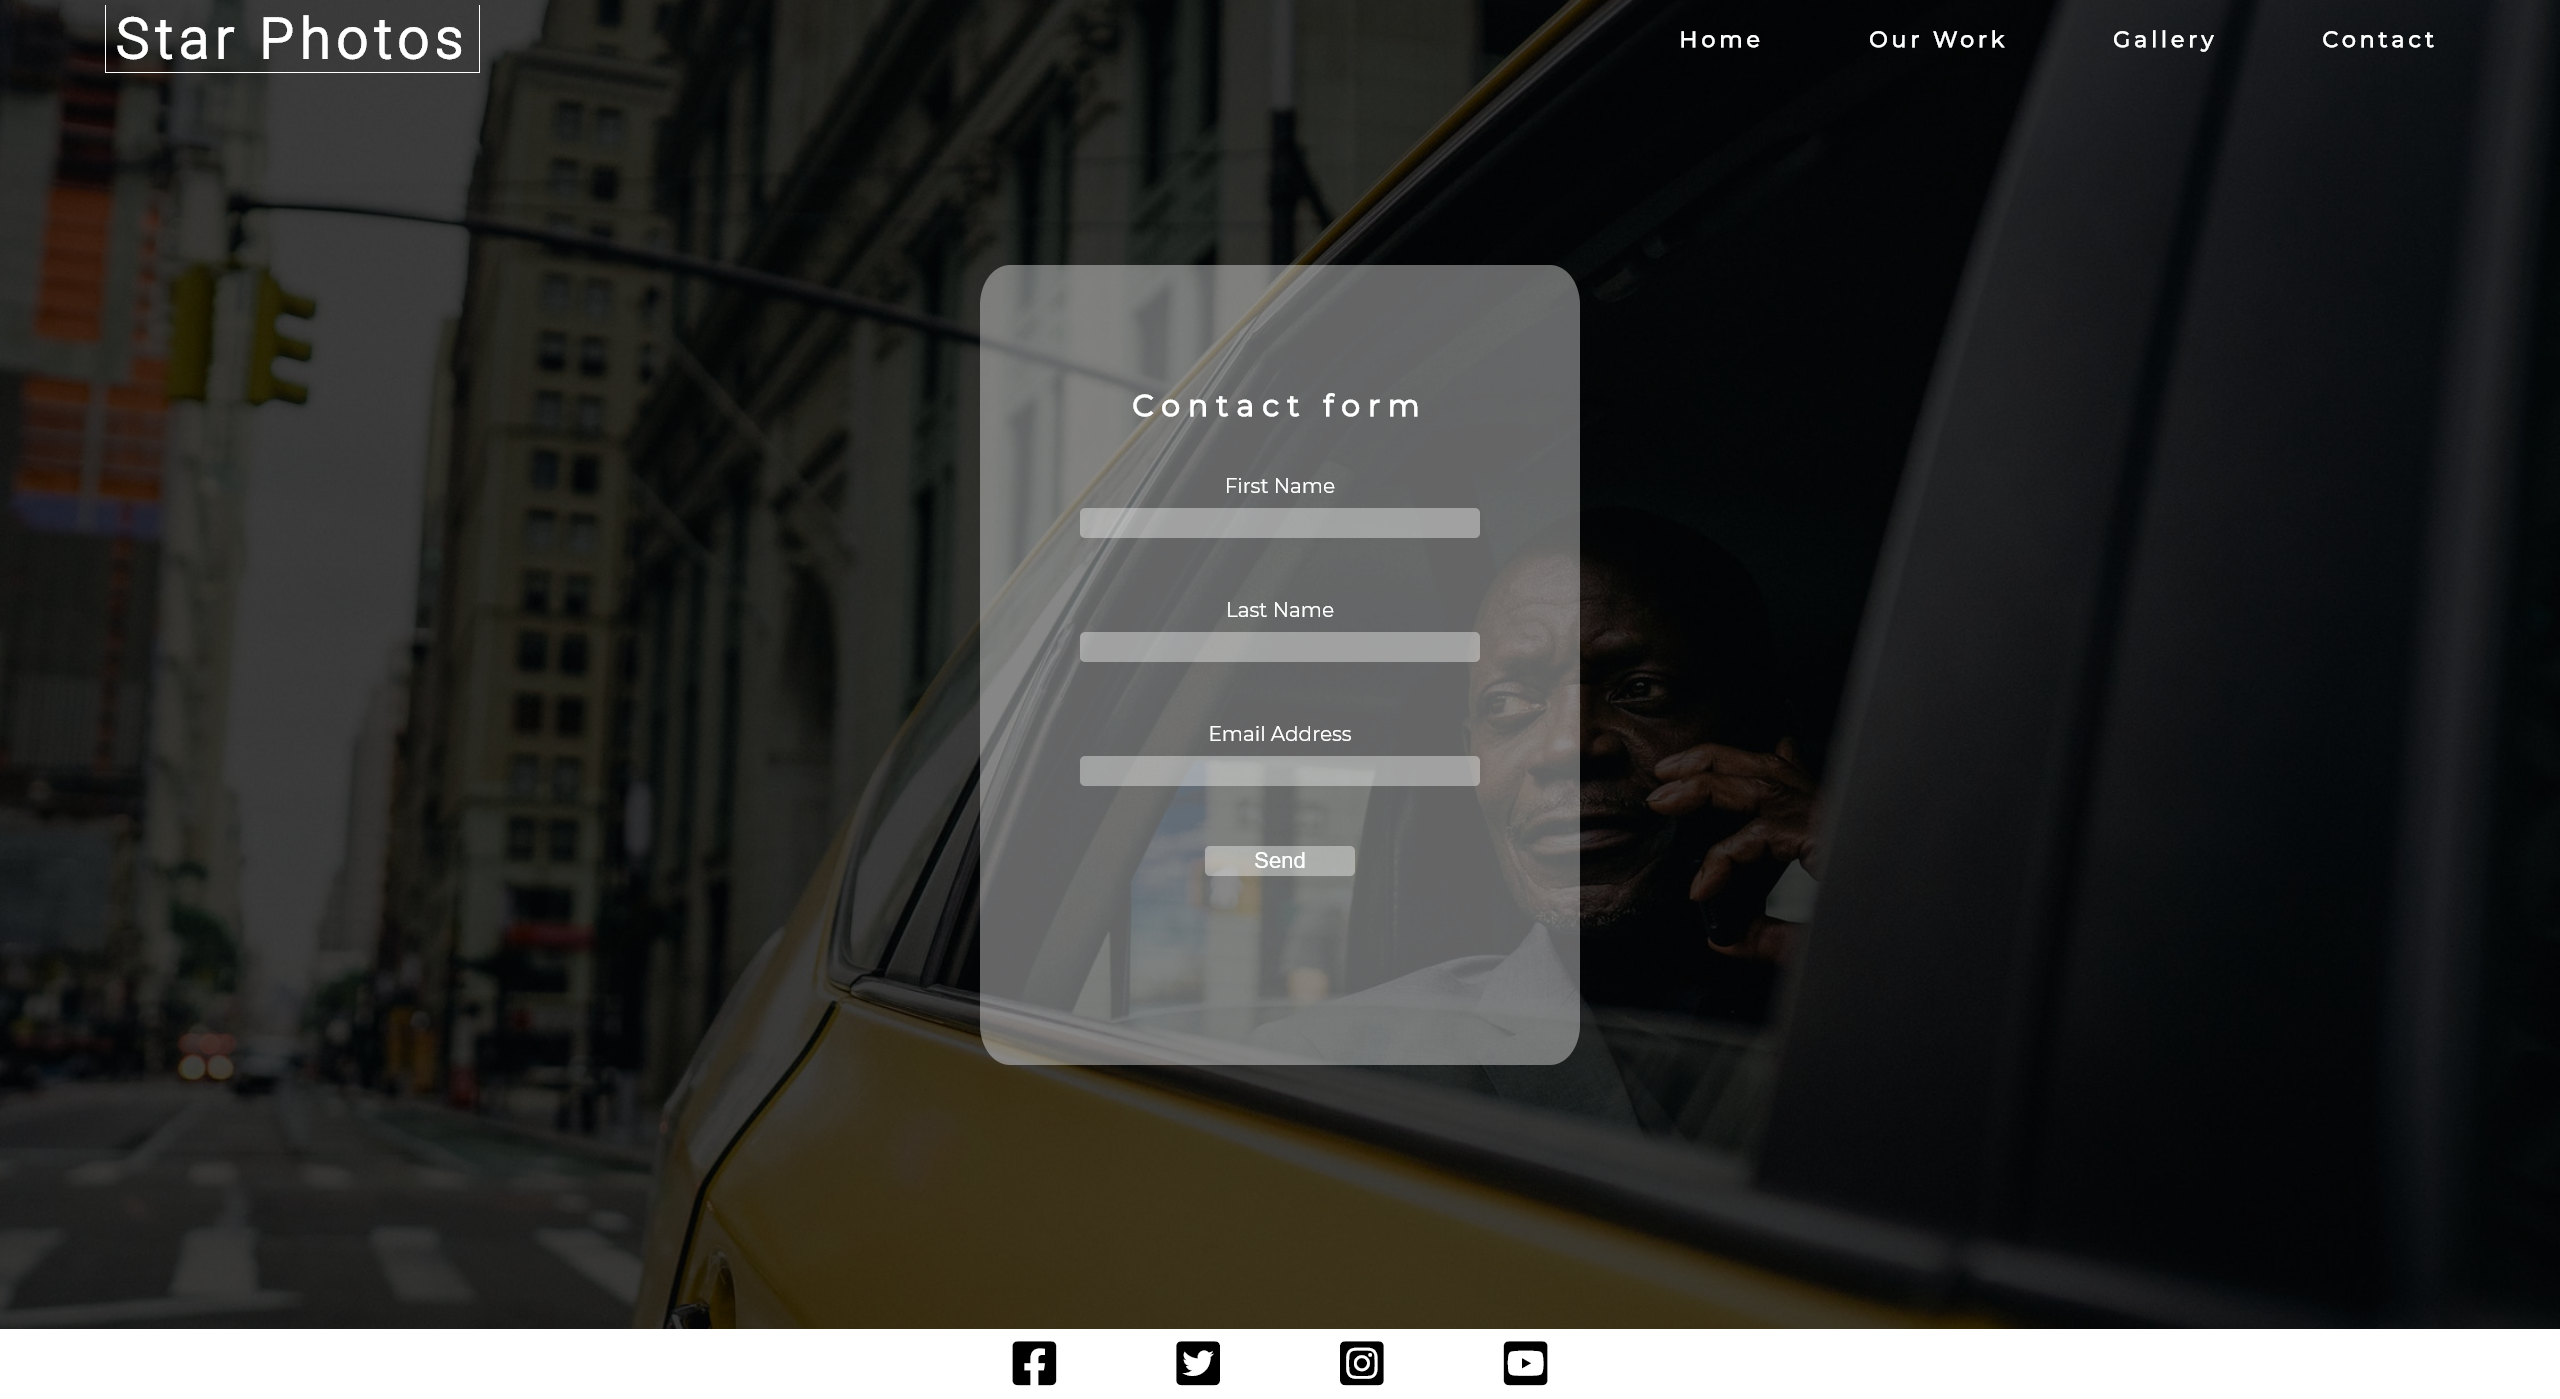 Star Photos
Home Our Work Gallery Contact
Contact form
First Name
Last Name
Email Address
Send